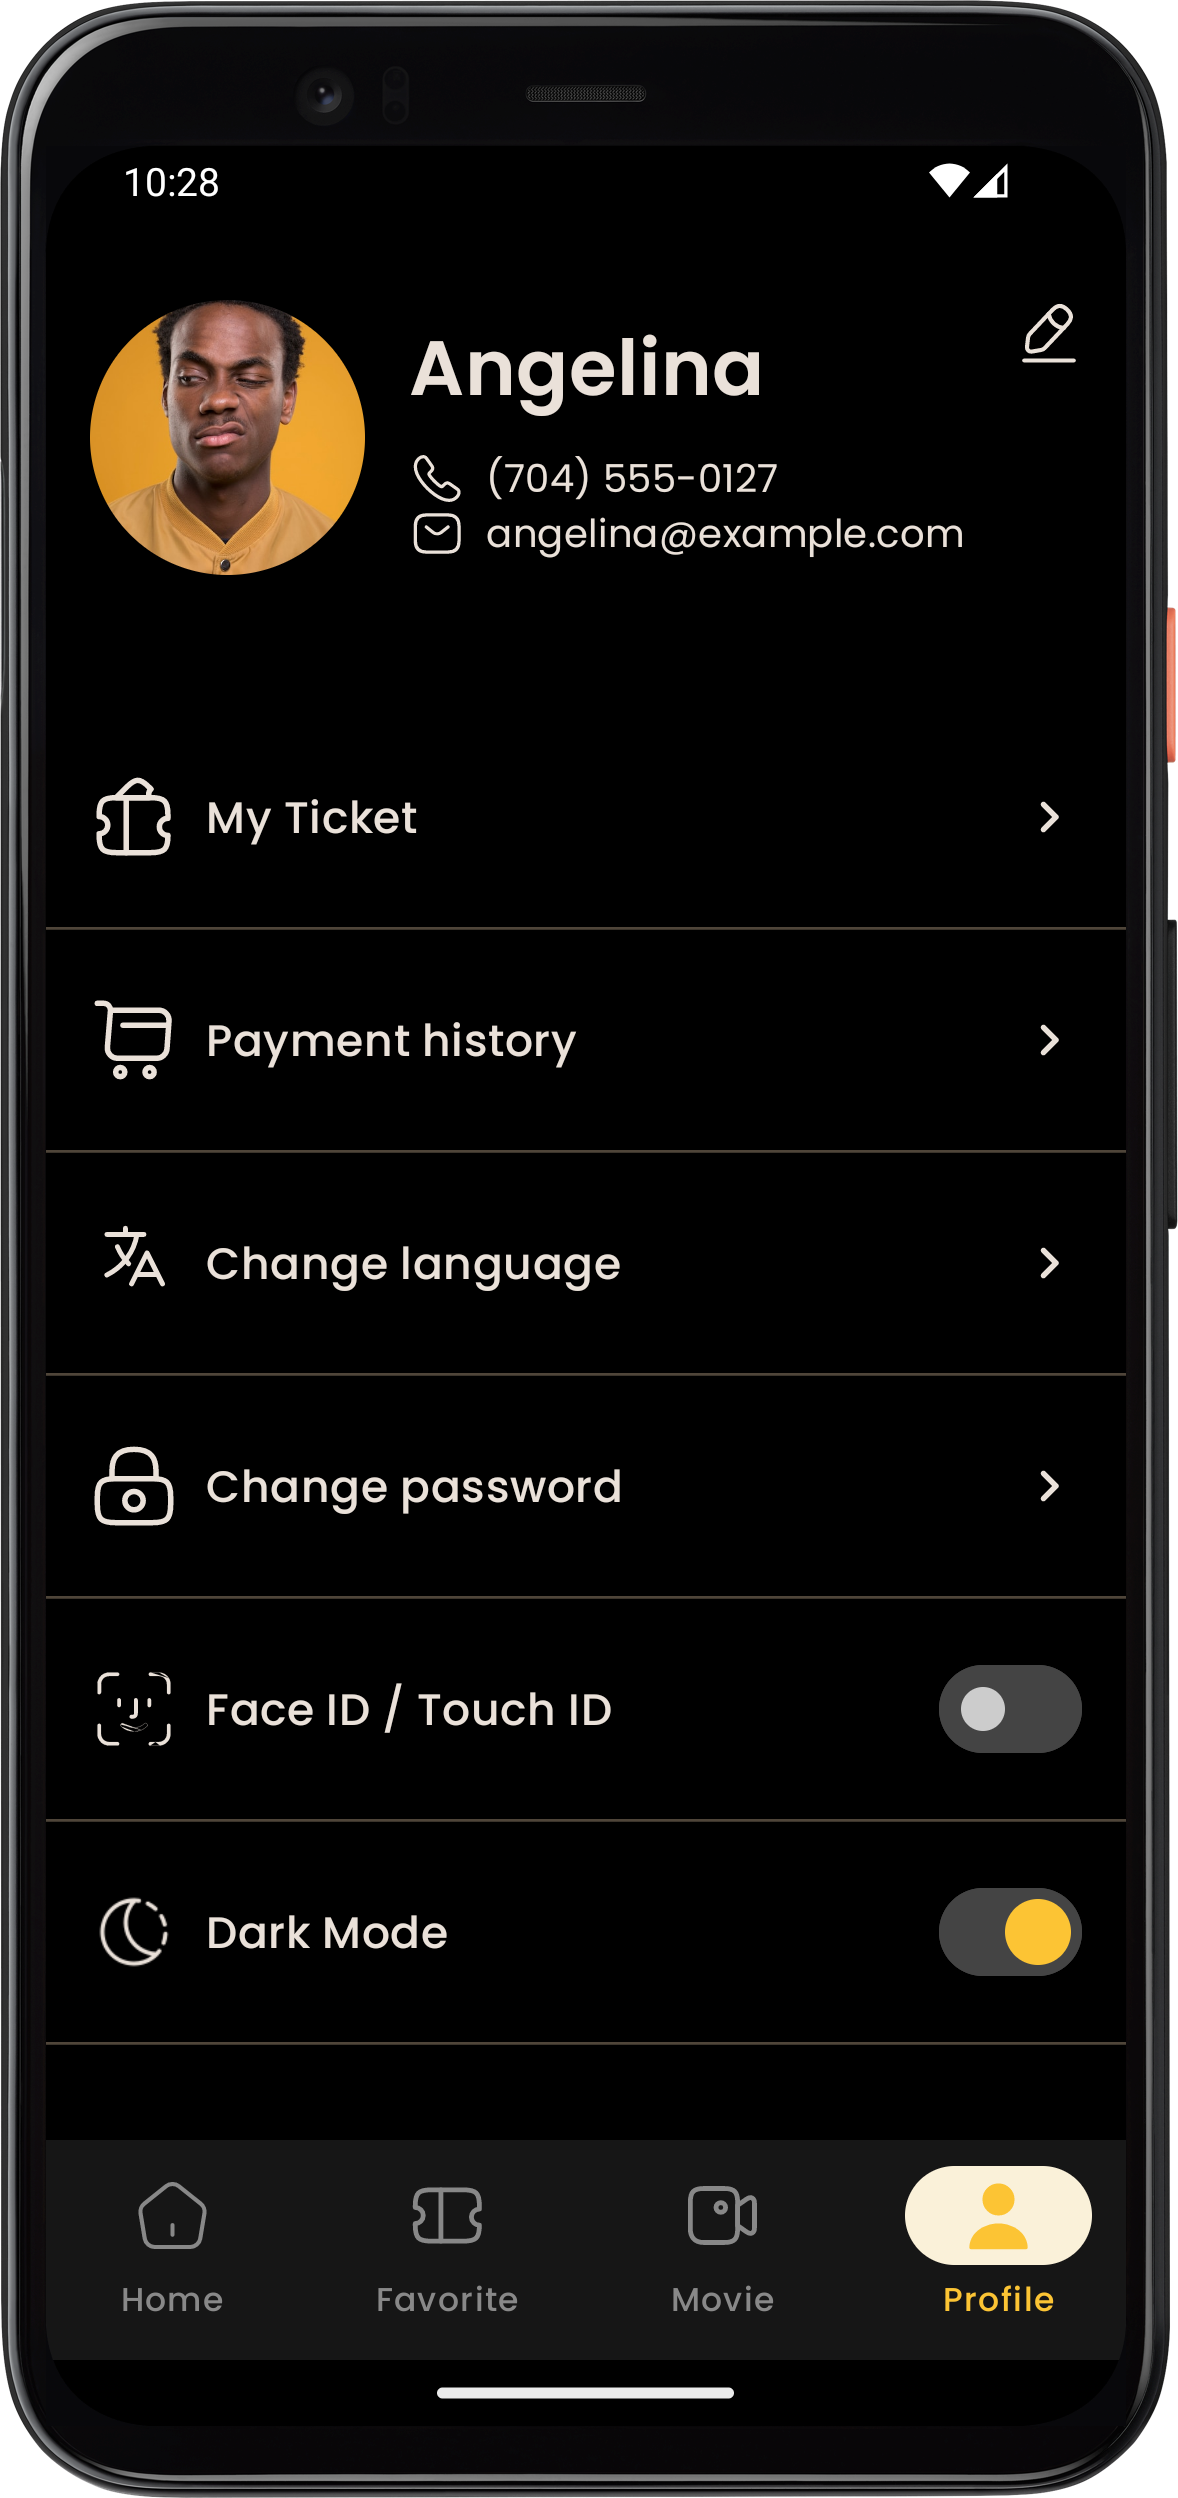 10:28
Angelina
(704) 555-0127
angelina@example.com
My Ticket
Payment history
Change language
Change password
Face ID / Touch ID
Dark Mode
Home Favorite Movie Profile